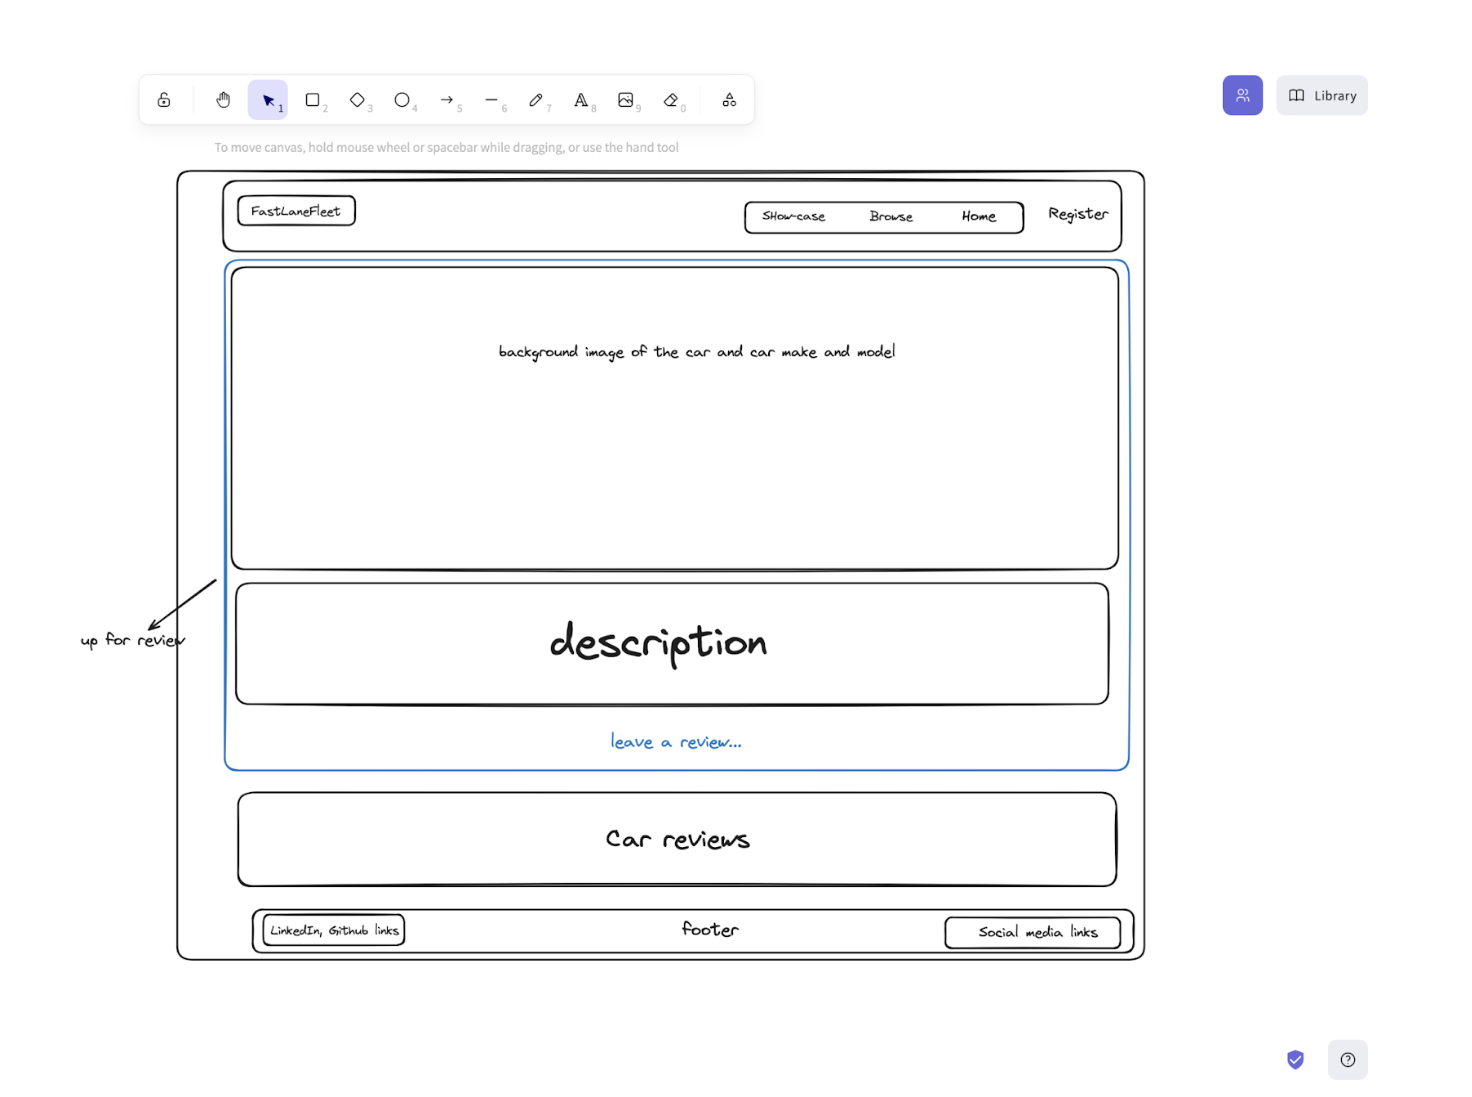 1
2
3
4
5
6
7
8
9
0
Library
To move canvas, hold mouse wheel or spacebar while dragging, or use the hand tool
FastLaneFleet
SHow-case Browse Home Register
background image of the car and car make and model
up for review
description
leave a review...
Car reviews
LinkedIn, Github links
footer
Social media links